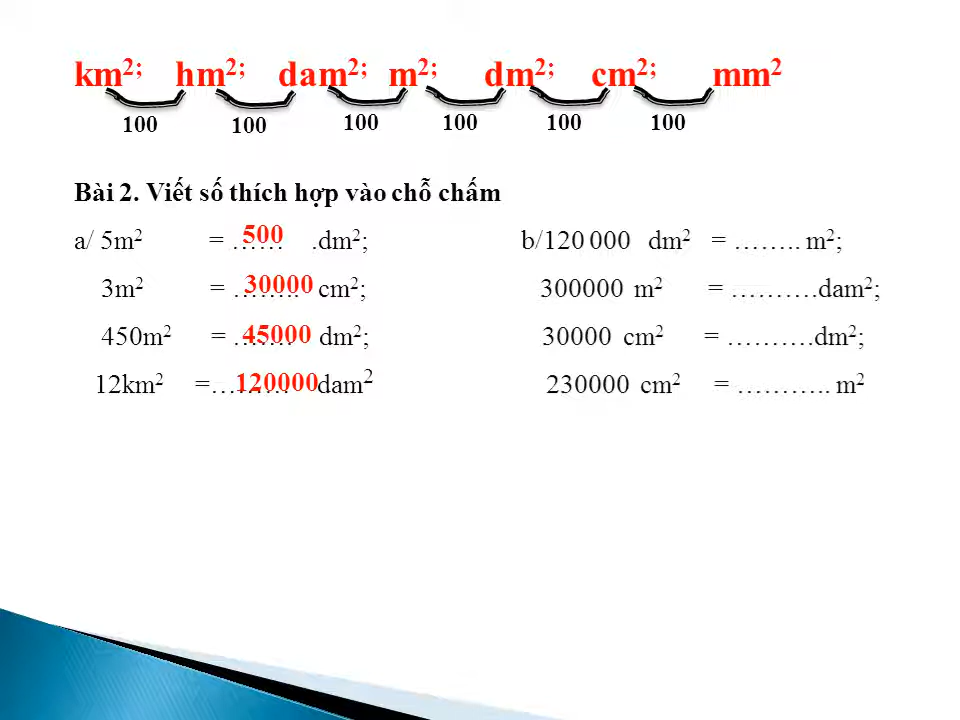 km²; hm²; dam²; m²; dm²; cm²; mm²
100 100 100 100 100 100
Bài 2. Viết số thích hợp vào chỗ chấm
a/ 5m² = …500… .dm²; b/120 000 dm² = …….. m²;
3m² = …30000….. cm²; 300000 m² = ……….dam²;
450m² = …45000…. dm²; 30000 cm² = ……….dm²;
12km² =…120000…… dam² 230000 cm² = ……….. m²